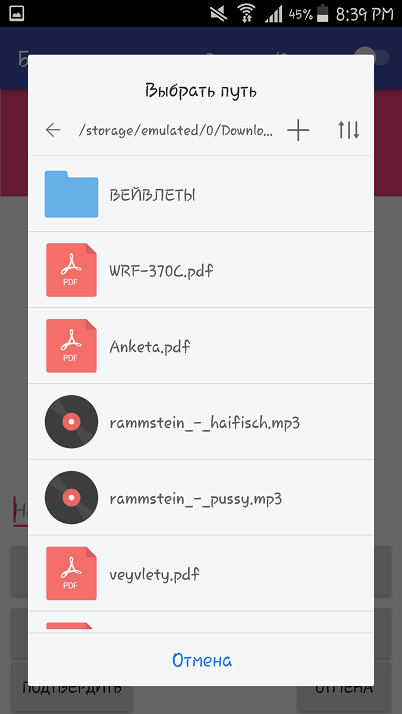 45% 8:39 PM
Выбрать путь
/storage/emulated/0/Downlo...
ВЕЙВЛЕТЫ
PDF
WRF-370C.pdf
PDF
Anketa.pdf
rammstein_-_haifisch.mp3
rammstein_-_pussy.mp3
PDF
veyvlety.pdf
Отмена
ПОДТВЕРДИТЬ ОТМЕНА